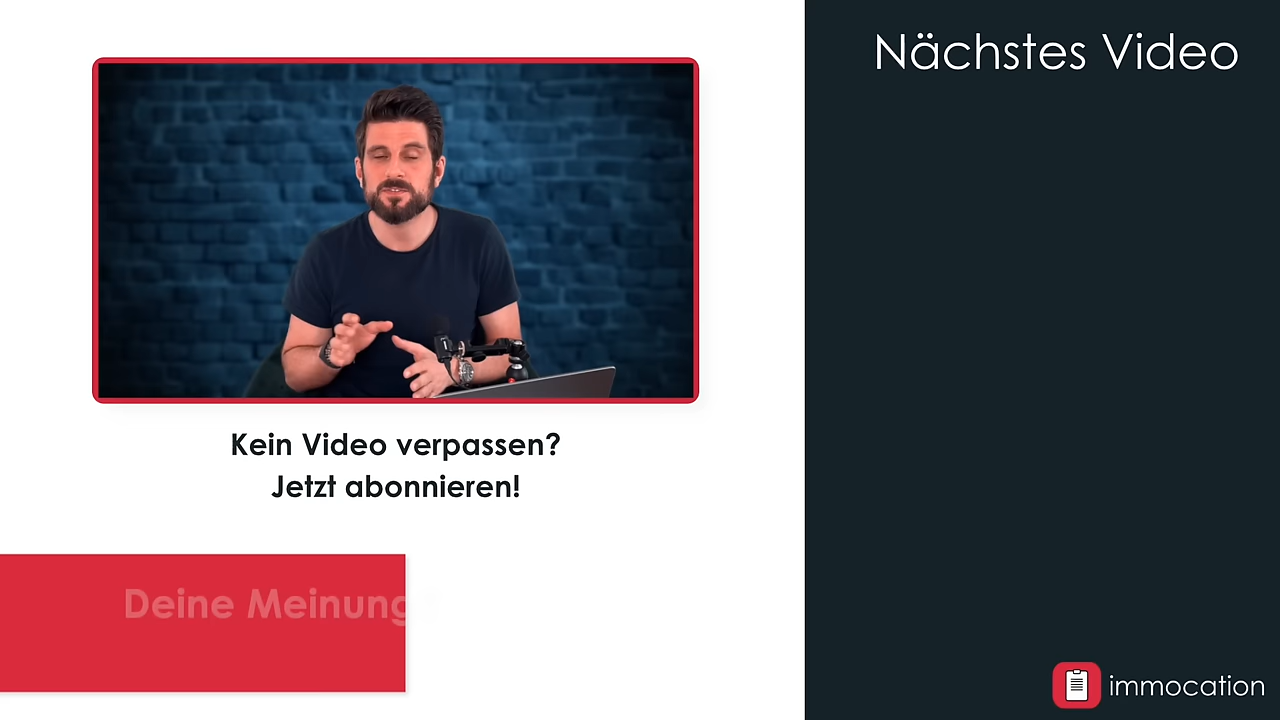 Nächstes Video
Kein Video verpassen?
Jetzt abonnieren!
Deine Meinung?
immocation